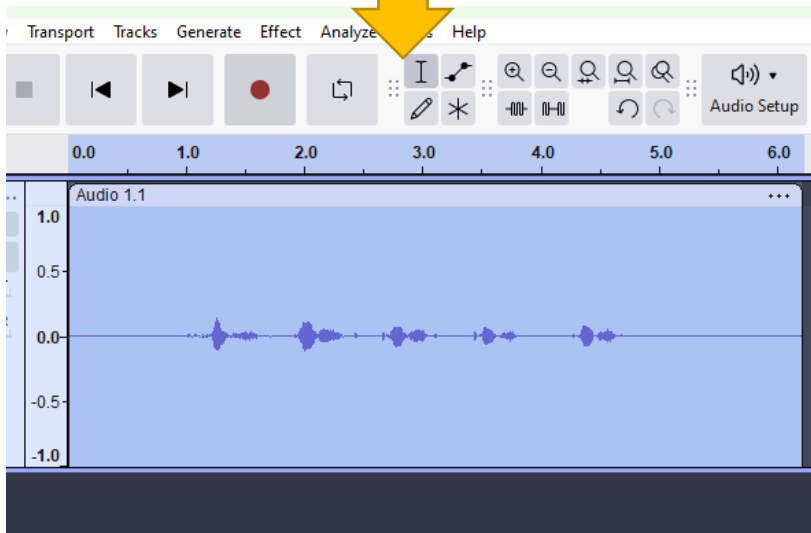 Transport Tracks Generate Effect Analyze Help
Audio Setup
0.0 1.0 2.0 3.0 4.0 5.0 6.0
Audio 1.1
1.0
0.5
0.0
-0.5
-1.0